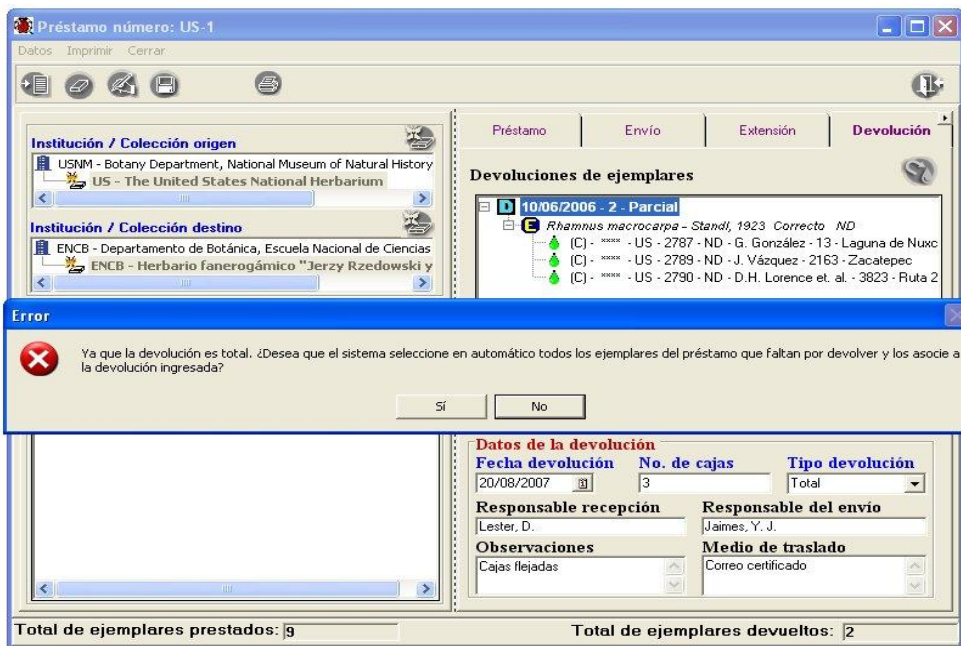 Préstamo número: US-1
Datos Imprimir Cerrar
Institución / Colección origen
USNM - Botany Department, National Museum of Natural History
US - The United States National Herbarium
Institución / Colección destino
ENCB - Departamento de Botánica, Escuela Nacional de Ciencias
ENCB - Herbario fanerogámico "Jerzy Rzedowski y
Préstamo Envío Extensión Devolución
Devoluciones de ejemplares
D 10/06/2006 - 2 - Parcial
E Rhamnus macrocarpa - Standl, 1923 Correcto ND
(C) - **** - US - 2787 - ND - G. González - 13 - Laguna de Nuxc
(C) - **** - US - 2789 - ND - J. Vázquez - 2163 - Zacatepec
(C) - **** - US - 2790 - ND - D.H. Lorence et. al. - 3823 - Ruta 2
Error
Ya que la devolución es total. ¿Desea que el sistema seleccione en automático todos los ejemplares del préstamo que faltan por devolver y los asocie a
la devolución ingresada?
Sí No
Datos de la devolución
Fecha devolución No. de cajas Tipo devolución
20/08/2007 3 Total
Responsable recepción Responsable del envío
Lester, D. Jaimes, Y. J.
Observaciones Medio de traslado
Cajas flejadas Correo certificado
Total de ejemplares prestados: 9 Total de ejemplares devueltos: 2